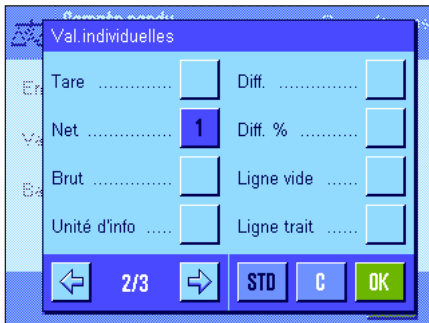 Val.individuelles
Tare .............. Diff. ..............
Net ................ 1 Diff. % ...........
Brut ............... Ligne vide ......
Unité d'info ..... Ligne trait ......
2/3 STD C OK